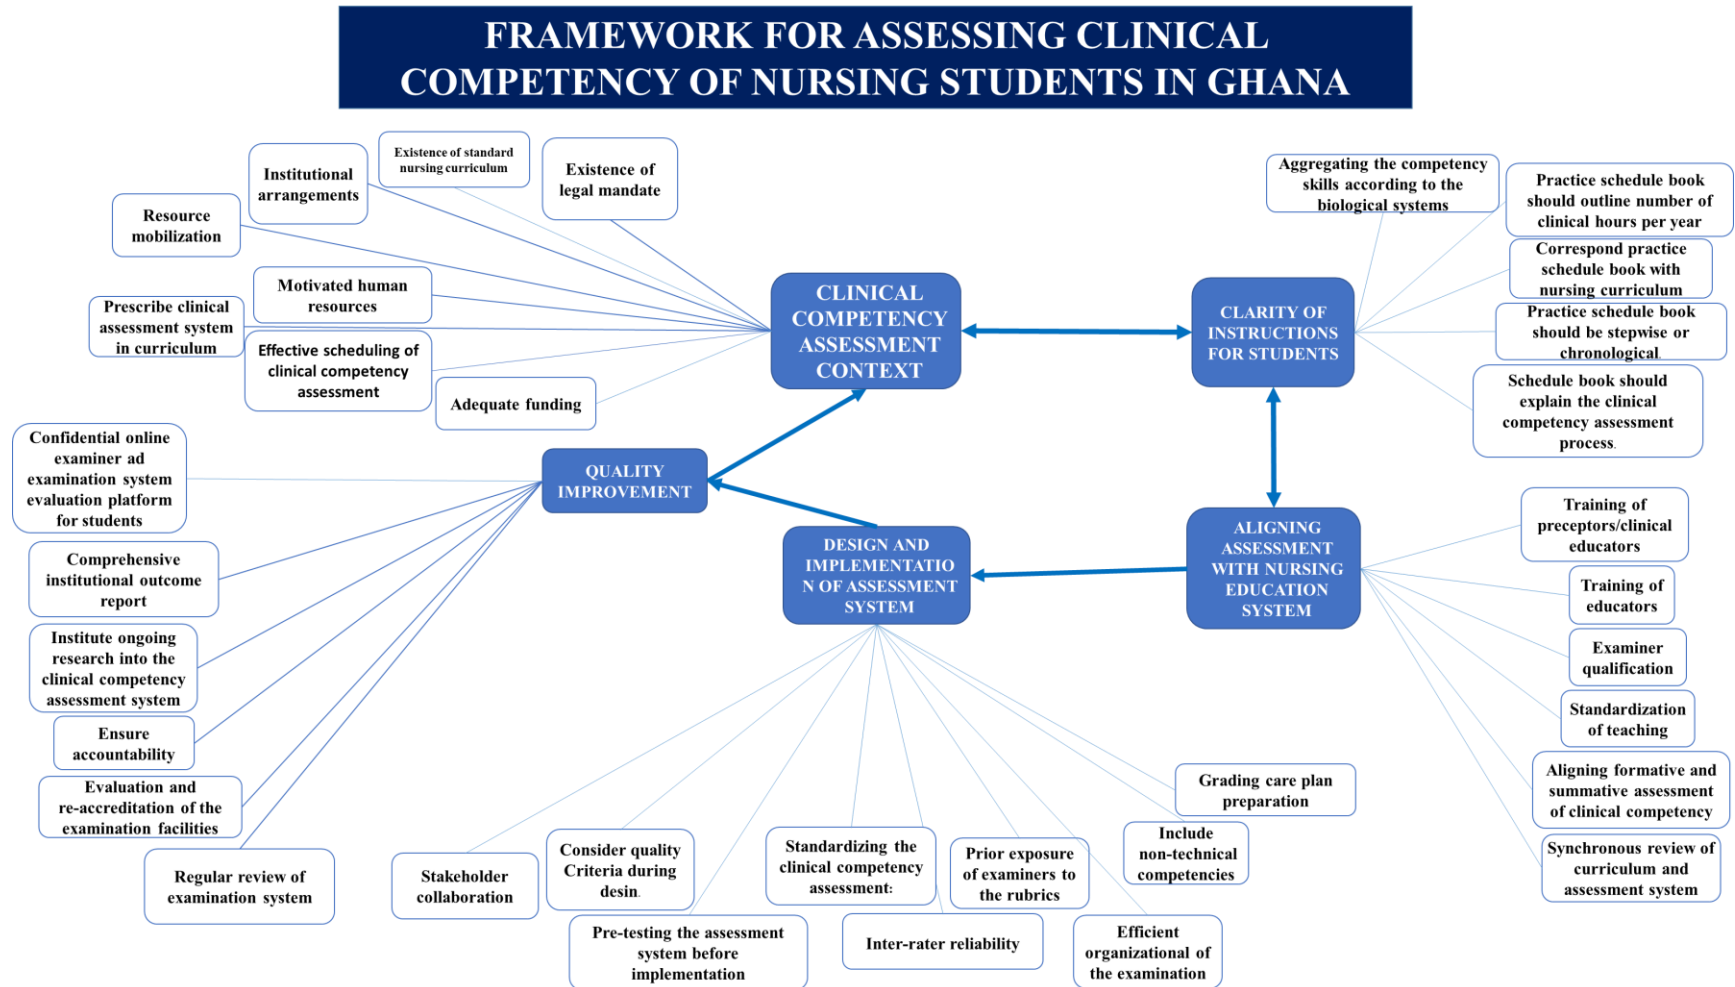 FRAMEWORK FOR ASSESSING CLINICAL
COMPETENCY OF NURSING STUDENTS IN GHANA
Existence of standard
nursing curriculum
Existence of
legal mandate
Institutional
arrangements
Resource
mobilization
Motivated human
resources
Prescribe clinical
assessment system
in curriculum
Effective scheduling of
clinical competency
assessment
Adequate funding
CLINICAL
COMPETENCY
ASSESSMENT
CONTEXT
CLARITY OF
INSTRUCTIONS
FOR STUDENTS
Aggregating the competency
skills according to the
biological systems
Practice schedule book
should outline number of
clinical hours per year
Correspond practice
schedule book with
nursing curriculum
Practice schedule book
should be stepwise or
chronological.
Schedule book should
explain the clinical
competency assessment
process.
Confidential online
examiner ad
examination system
evaluation platform
for students
Comprehensive
institutional outcome
report
Institute ongoing
research into the
clinical competency
assessment system
Ensure
accountability
Evaluation and
re-accreditation of the
examination facilities
Regular review of
examination system
QUALITY
IMPROVEMENT
DESIGN AND
IMPLEMENTATIO
N OF ASSESSMENT
SYSTEM
ALIGNING
ASSESSMENT
WITH NURSING
EDUCATION
SYSTEM
Training of
preceptors/clinical
educators
Training of
educators
Examiner
qualification
Standardization
of teaching
Aligning formative and
summative assessment
of clinical competency
Synchronous review of
curriculum and
assessment system
Stakeholder
collaboration
Consider quality
Criteria during
desin.
Pre-testing the assessment
system before
implementation
Standardizing the
clinical competency
assessment:
Inter-rater reliability
Prior exposure
of examiners to
the rubrics
Efficient
organizational of
the examination
Include
non-technical
competencies
Grading care plan
preparation